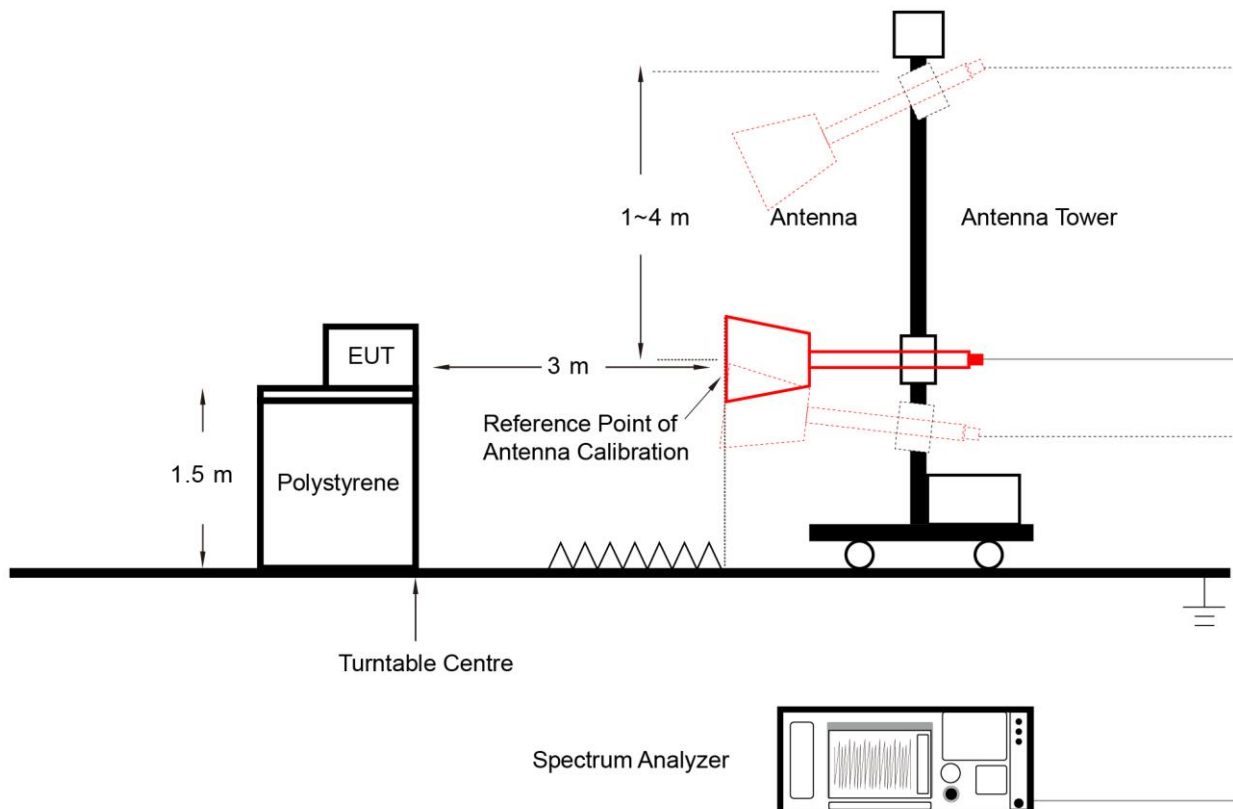 1~4 m
Antenna
Antenna Tower
EUT
3 m
Reference Point of
Antenna Calibration
1.5 m
Polystyrene
Turntable Centre
Spectrum Analyzer